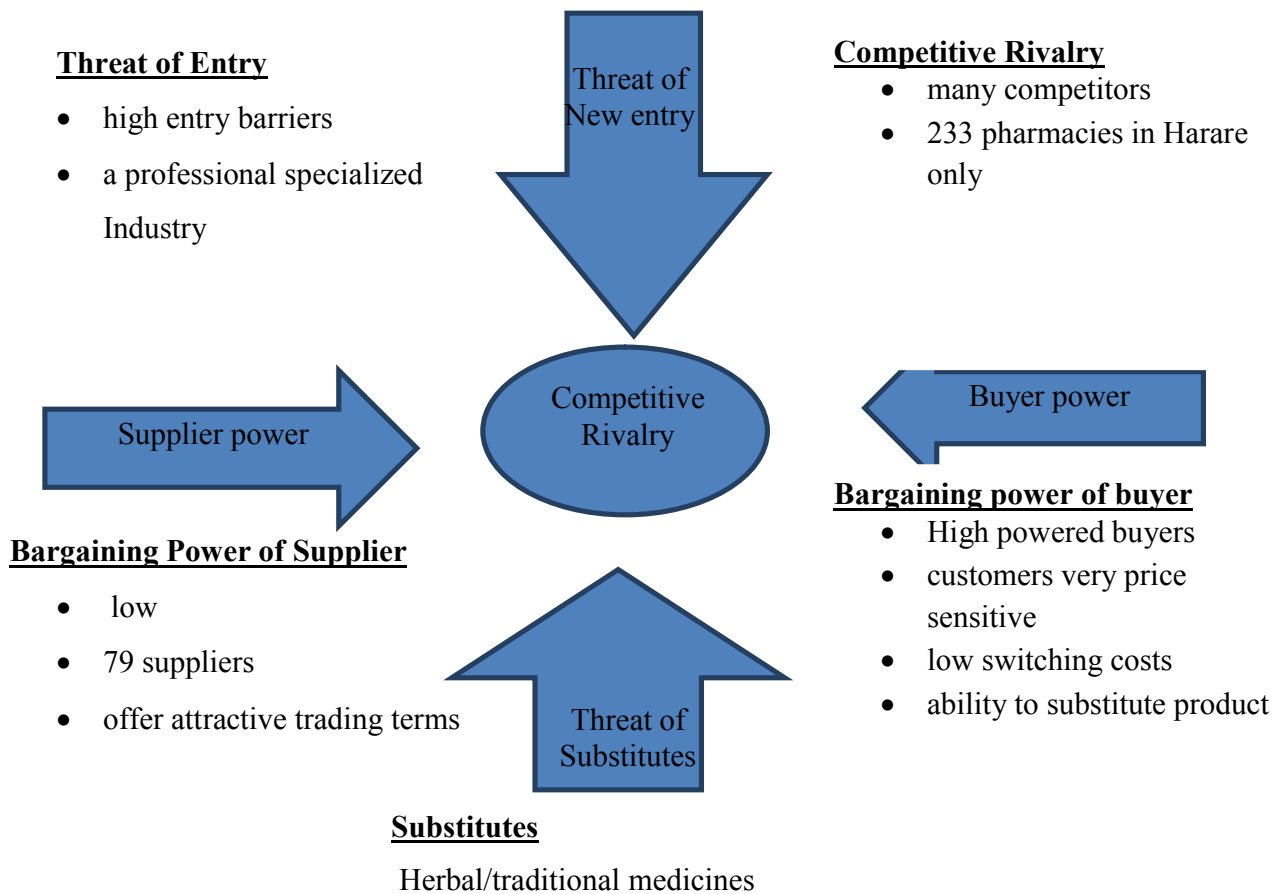 Threat of Entry
• high entry barriers
• a professional specialized
Industry
Threat of
New entry
Competitive Rivalry
• many competitors
• 233 pharmacies in Harare
only
Supplier power
Competitive
Rivalry
Buyer power
Bargaining Power of Supplier
• low
• 79 suppliers
• offer attractive trading terms
Bargaining power of buyer
• High powered buyers
• customers very price
sensitive
• low switching costs
• ability to substitute product
Threat of
Substitutes
Substitutes
Herbal/traditional medicines